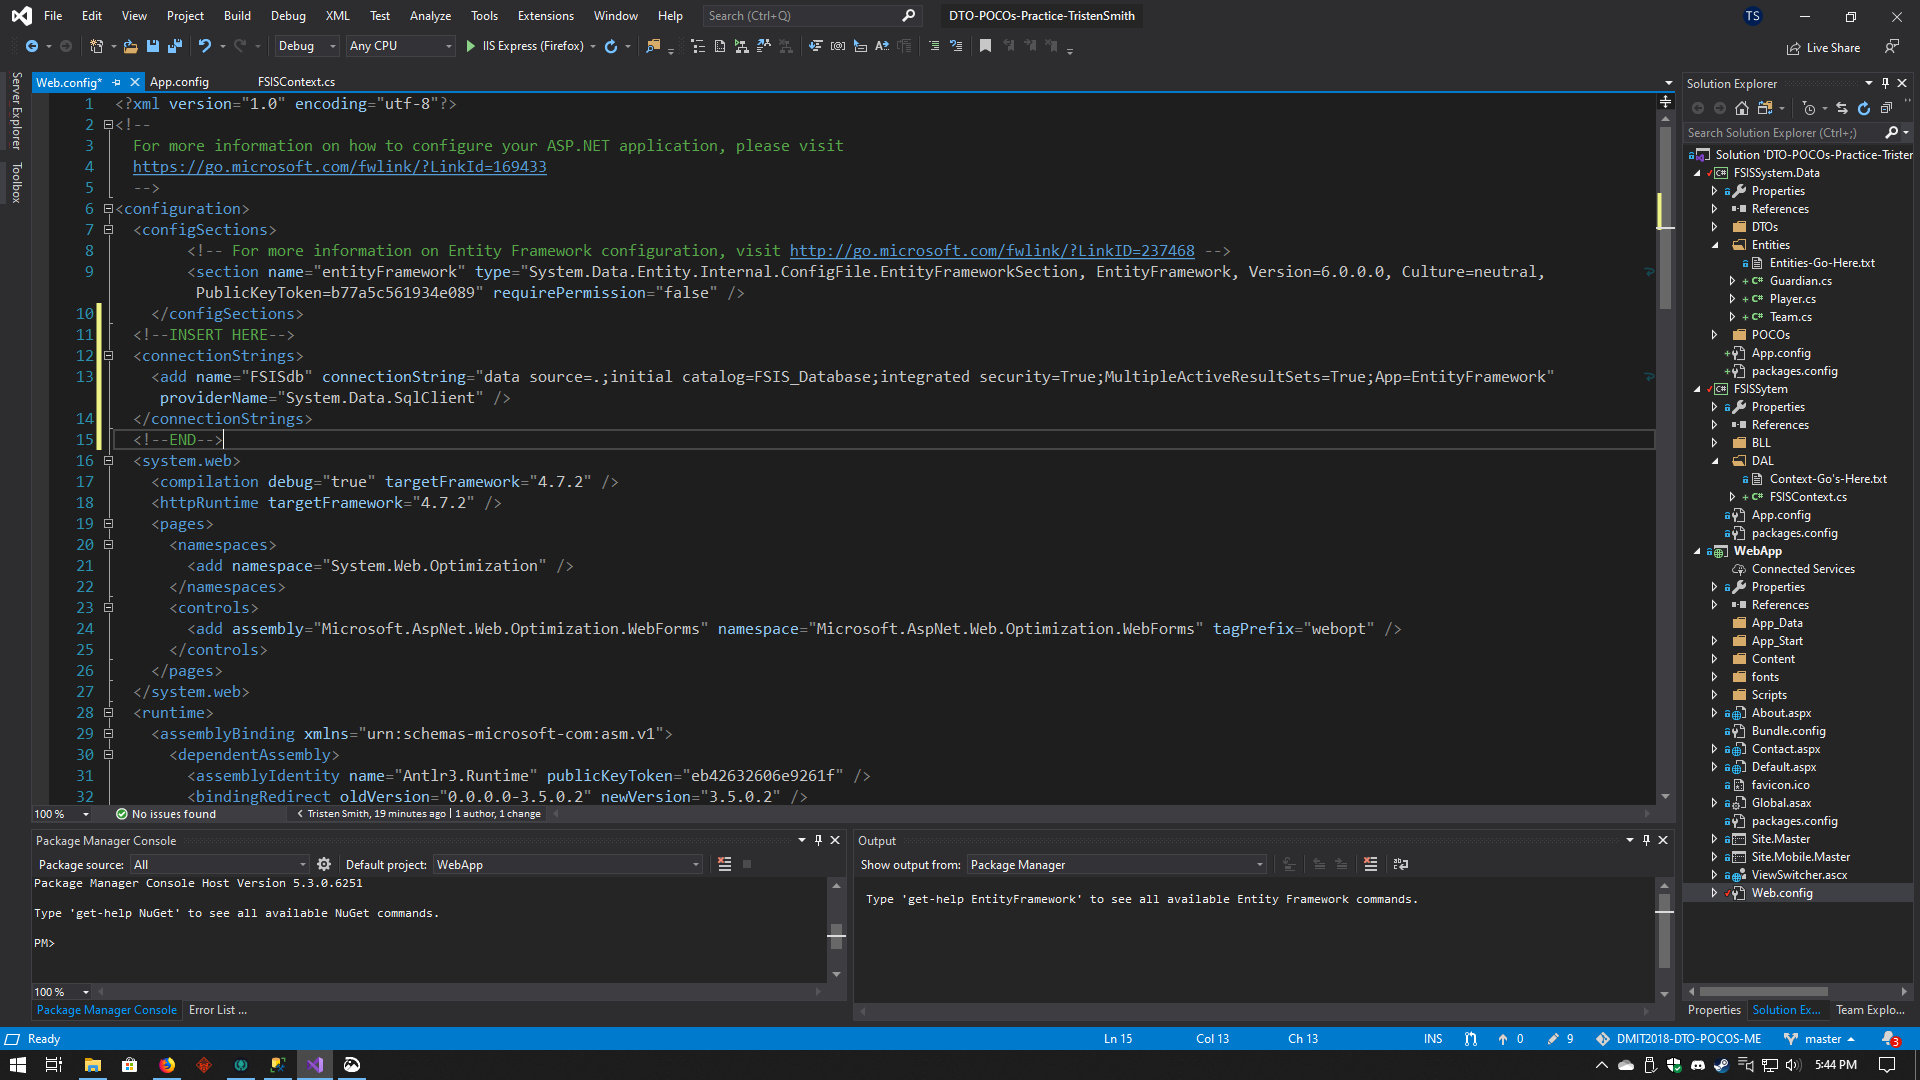 File Edit View Project Build Debug XML Test Analyze Tools Extensions Window Help Search (Ctrl+Q) DTO-POCOs-Practice-TristenSmith TS
Debug Any CPU IIS Express (Firefox) Live Share
Server Explorer
Toolbox
Web.config* App.config FSISContext.cs
1 <?xml version="1.0" encoding="utf-8"?>
2 <!--
3 For more information on how to configure your ASP.NET application, please visit
4 https://go.microsoft.com/fwlink/?LinkId=169433
5 -->
6 <configuration>
7 <configSections>
8 <!-- For more information on Entity Framework configuration, visit http://go.microsoft.com/fwlink/?LinkID=237468 -->
9 <section name="entityFramework" type="System.Data.Entity.Internal.ConfigFile.EntityFrameworkSection, EntityFramework, Version=6.0.0.0, Culture=neutral,
PublicKeyToken=b77a5c561934e089" requirePermission="false" />
10 </configSections>
11 <!--INSERT HERE-->
12 <connectionStrings>
13 <add name="FSISdb" connectionString="data source=.;initial catalog=FSIS_Database;integrated security=True;MultipleActiveResultSets=True;App=EntityFramework"
providerName="System.Data.SqlClient" />
14 </connectionStrings>
15 <!--END-->
16 <system.web>
17 <compilation debug="true" targetFramework="4.7.2" />
18 <httpRuntime targetFramework="4.7.2" />
19 <pages>
20 <namespaces>
21 <add namespace="System.Web.Optimization" />
22 </namespaces>
23 <controls>
24 <add assembly="Microsoft.AspNet.Web.Optimization.WebForms" namespace="Microsoft.AspNet.Web.Optimization.WebForms" tagPrefix="webopt" />
25 </controls>
26 </pages>
27 </system.web>
28 <runtime>
29 <assemblyBinding xmlns="urn:schemas-microsoft-com:asm.v1">
30 <dependentAssembly>
31 <assemblyIdentity name="Antlr3.Runtime" publicKeyToken="eb42632606e9261f" />
32 <bindingRedirect oldVersion="0.0.0.0-3.5.0.2" newVersion="3.5.0.2" />
100 % No issues found Tristen Smith, 19 minutes ago | 1 author, 1 change
Package Manager Console
Package source: All Default project: WebApp
Package Manager Console Host Version 5.3.0.6251
Type 'get-help NuGet' to see all available NuGet commands.
PM>
100 %
Package Manager Console Error List ...
Output
Show output from: Package Manager
Type 'get-help EntityFramework' to see all available Entity Framework commands.
Solution Explorer
Search Solution Explorer (Ctrl+;)
Solution 'DTO-POCOs-Practice-Trister
FSISSystem.Data
Properties
References
DTOs
Entities
Entities-Go-Here.txt
Guardian.cs
Player.cs
Team.cs
POCOs
App.config
packages.config
FSISSytem
Properties
References
BLL
DAL
Context-Go's-Here.txt
FSISContext.cs
App.config
packages.config
WebApp
Connected Services
Properties
References
App_Data
App_Start
Content
fonts
Scripts
About.aspx
Bundle.config
Contact.aspx
Default.aspx
favicon.ico
Global.asax
packages.config
Site.Master
Site.Mobile.Master
ViewSwitcher.ascx
Web.config
Properties Solution Ex... Team Explo...
Ready Ln 15 Col 13 Ch 13 INS 0 9 DMIT2018-DTO-POCOS-ME master 3
5:44 PM